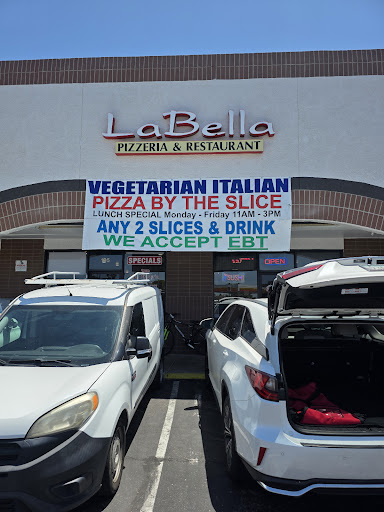 LaBella
PIZZERIA & RESTAURANT
VEGETARIAN ITALIAN
PIZZA BY THE SLICE
LUNCH SPECIAL Monday - Friday 11AM - 3PM
ANY 2 SLICES & DRINK
WE ACCEPT EBT
SPECIALS
OPEN